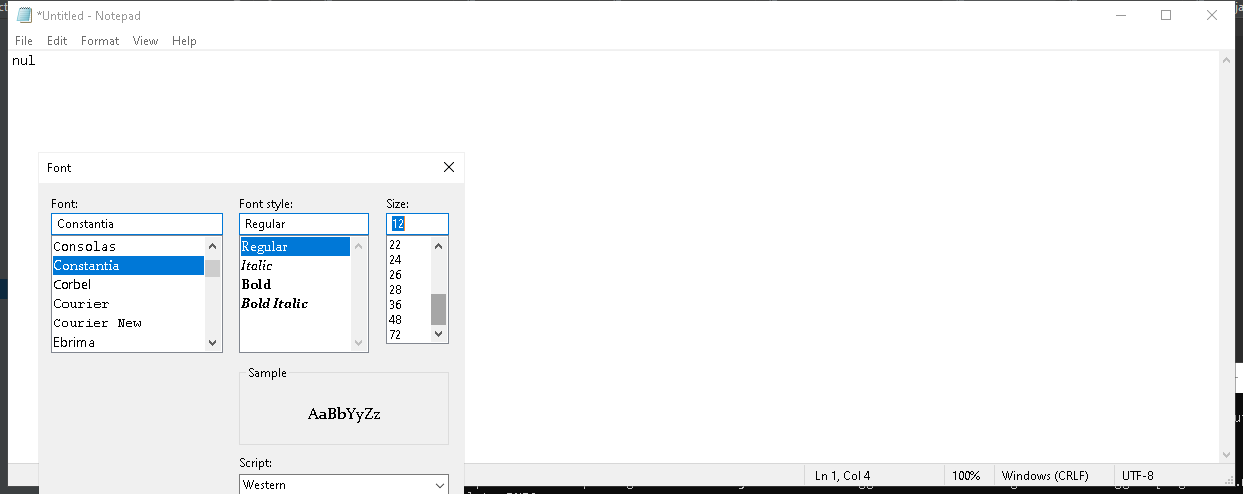 *Untitled - Notepad
File Edit Format View Help
nul
Font
Font: Font style: Size:
Constantia Regular 12
Consolas Regular 22
Constantia Italic 24
Corbel Bold 26
Courier Bold Italic 28
Courier New 36
Ebrima 48
72
Sample
AaBbYyZz
Script:
Western
Ln 1, Col 4 100% Windows (CRLF) UTF-8